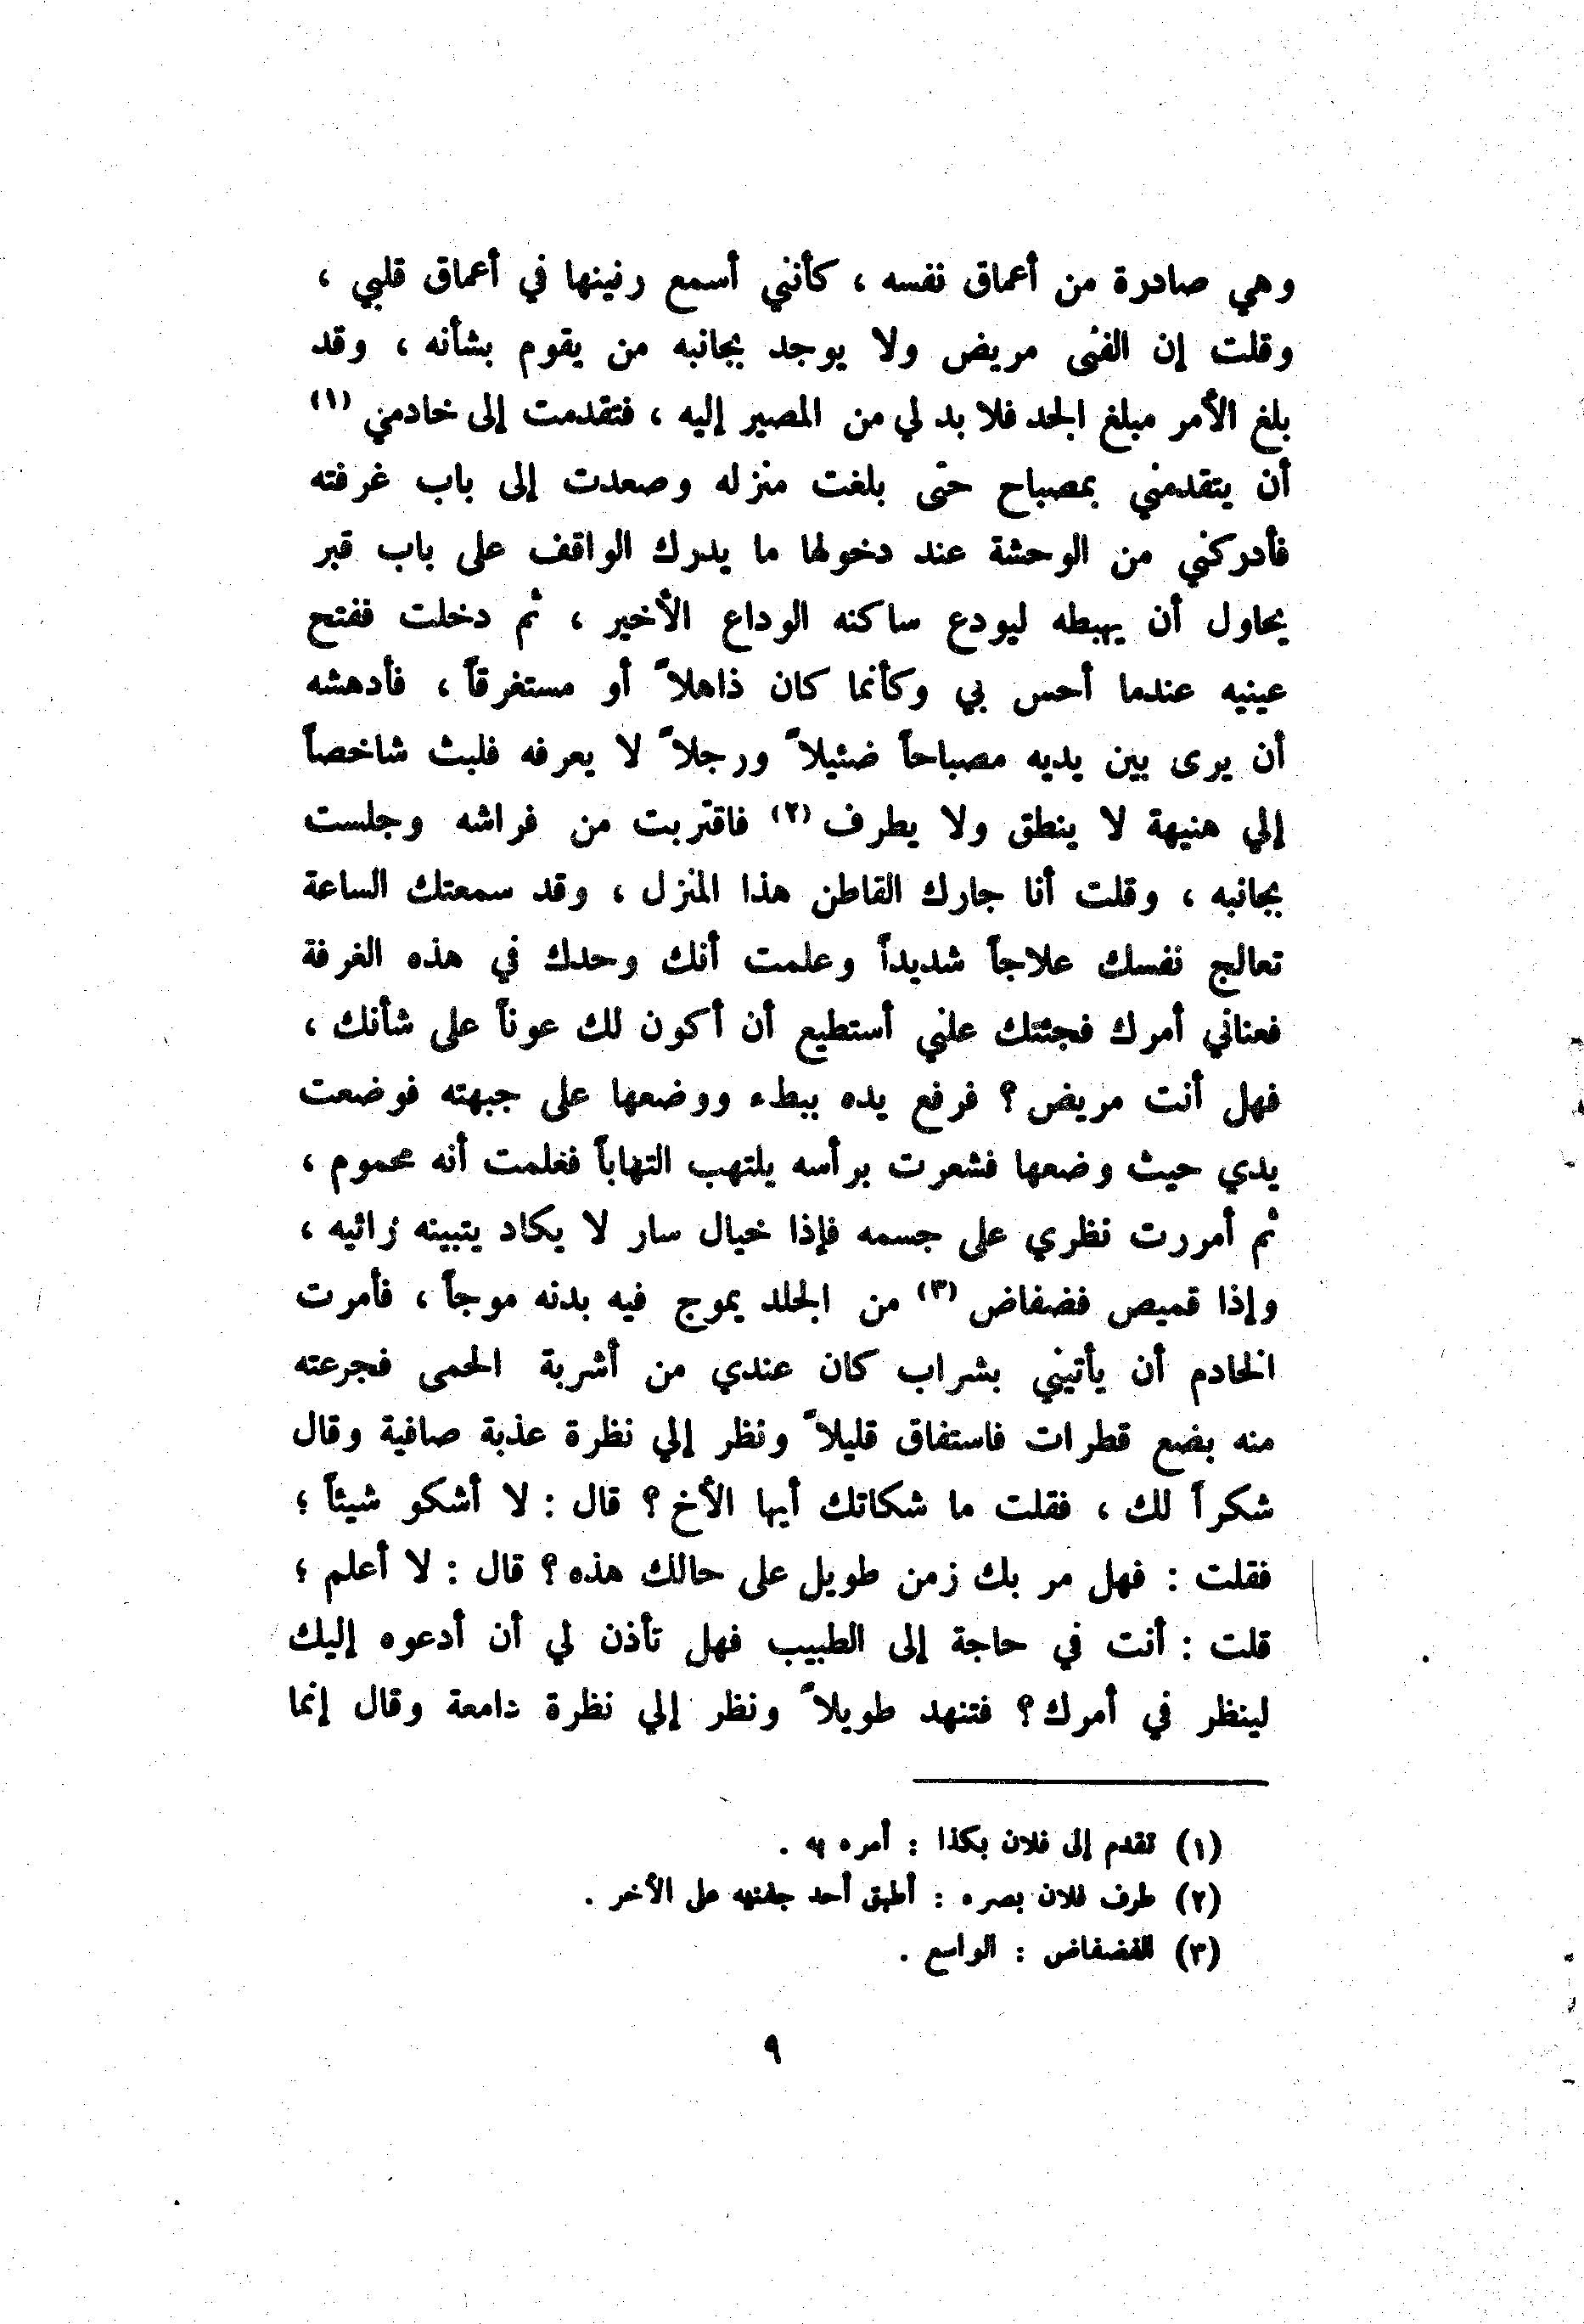 وهي صادرة من أعماق نفسه ، كأنني أسمع رنينها في أعماق قلبي ،
وقلت إن الفتى مريض ولا يوجد بجانبه من يقوم بشأنه ، وقد
بلغ الأمر مبلغ الجد فلا بد لي من المصير إليه ، فتقدمت إلى خادمي (١)
أن يتقدمني بمصباح حتى بلغت منزله وصعدت إلى باب غرفته
فأدركني من الوحشة عند دخولها ما يدرك الواقف على باب قبر
يحاول أن يهبطه ليودع ساكنه الوداع الأخير ، ثم دخلت ففتح
عينيه عندما أحس بي وكأنما كان ذاهلاً أو مستغرقاً ، فأدهشه
أن يرى بين يديه مصباحاً ضئيلاً ورجلاً لا يعرفه فلبث شاخصاً
إلي هنيهة لا ينطق ولا يطرف (٢) فاقتربت من فراشه وجلست
بجانبه ، وقلت أنا جارك القاطن هذا المنزل ، وقد سمعتك الساعة
تعالج نفسك علاجاً شديداً وعلمت أنك وحدك في هذه الغرفة
فعناني أمرك فجئتك علني أستطيع أن أكون لك عوناً على شأنك ،
فهل أنت مريض ؟ فرفع يده ببطء ووضعها على جبهته فوضعت
يدي حيث وضعها فشعرت برأسه يلتهب التهاباً فعلمت أنه محموم ،
ثم أمررت نظري على جسمه فإذا خيال سار لا يكاد يتبينه رائيه ،
وإذا قميص فضفاض (٣) من الجلد يموج فيه بدنه موجاً ، فأمرت
الخادم أن يأتيني بشراب كان عندي من أشربة الحمى فجرعته
منه بضع قطرات فاستفاق قليلاً ونظر إلي نظرة عذبة صافية وقال
شكراً لك ، فقلت ما شكاتك أيها الأخ ؟ قال : لا أشكو شيئاً ؛
فقلت : فهل مر بك زمن طويل على حالك هذه ؟ قال : لا أعلم ؛
قلت : أنت في حاجة إلى الطبيب فهل تأذن لي أن أدعوه إليك
لينظر في أمرك ؟ فتنهد طويلاً ونظر إلي نظرة دامعة وقال إنما
(١) تقدم إلى فلان بكذا : أمره به .
(٢) طرف فلان بصره : أطبق أحد جفنيه على الآخر .
(٣) الفضفاض : الواسع .
٩